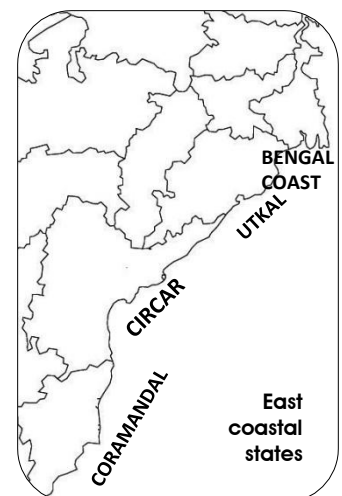 BENGAL
COAST
UTKAL
CIRCAR
CORAMANDAL
East
coastal
states